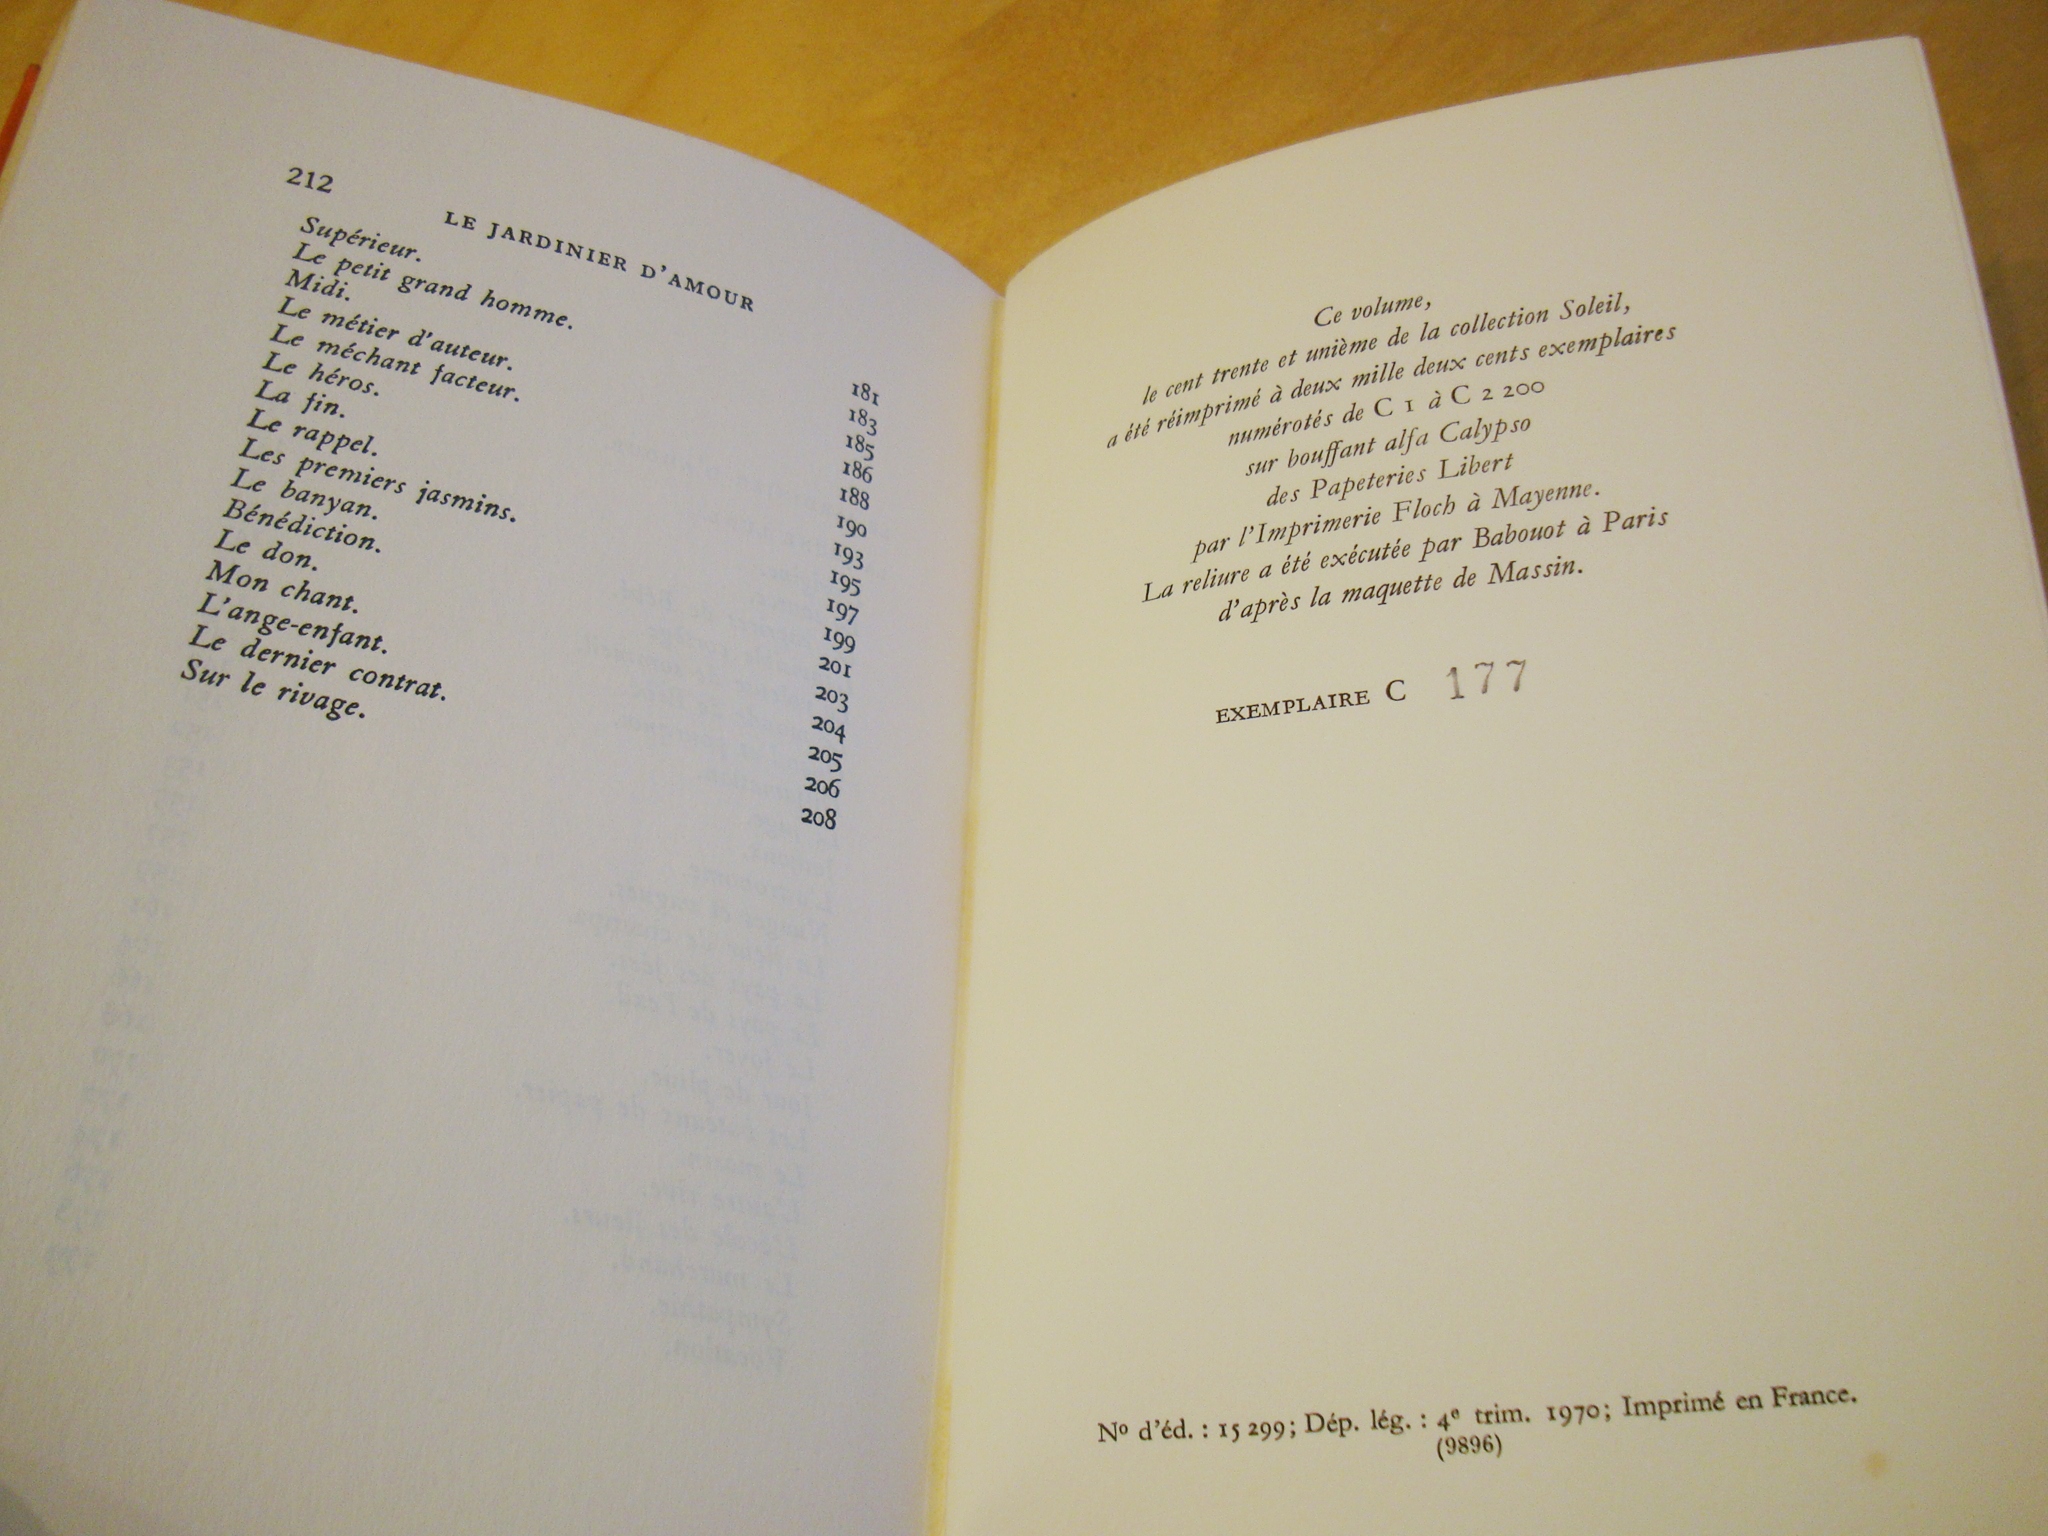 212
LE JARDINIER D'AMOUR
Supérieur. 181
Le petit grand homme. 183
Midi. 185
Le métier d'auteur. 186
Le méchant facteur. 188
Le héros. 190
La fin. 193
Le rappel. 195
Les premiers jasmins. 197
Le banyan. 199
Bénédiction. 201
Le don. 203
Mon chant. 204
L'ange-enfant. 205
Le dernier contrat. 206
Sur le rivage. 208
Ce volume,
le cent trente et unième de la collection Soleil,
a été réimprimé à deux mille deux cents exemplaires
numérotés de C 1 à C 2 200
sur bouffant alfa Calypso
des Papeteries Libert
par l'Imprimerie Floch à Mayenne.
La reliure a été exécutée par Babouot à Paris
d'après la maquette de Massin.
EXEMPLAIRE C 177
Nº d'éd. : 15 299; Dép. lég. : 4e trim. 1970; Imprimé en France.
(9896)